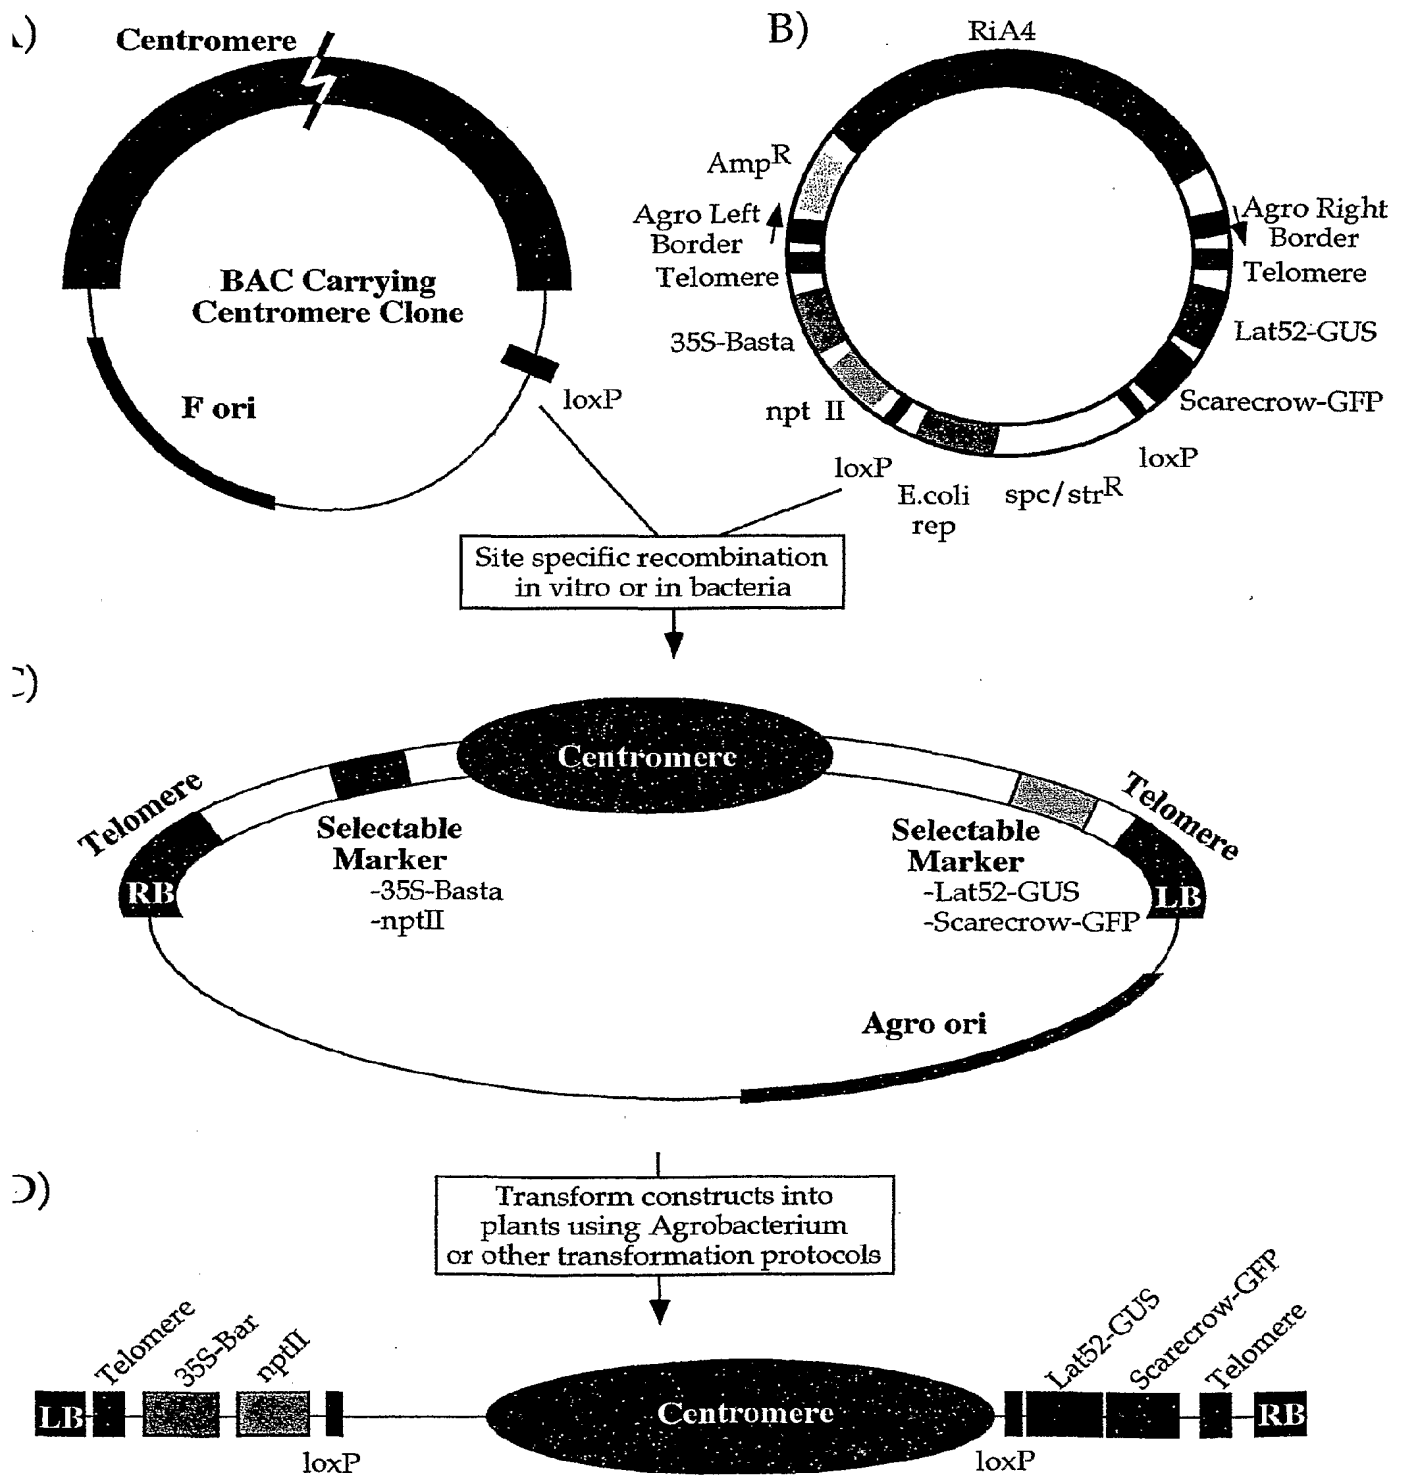 B)
Centromere
BAC Carrying
Centromere Clone
F ori
loxP
RiA4
AmpR
Agro Left
Border
Telomere
35S-Basta
npt II
loxP
E.coli
rep
spc/strR
loxP
Scarecrow-GFP
Lat52-GUS
Telomere
Agro Right
Border
Site specific recombination
in vitro or in bacteria
Centromere
Telomere
RB
Selectable
Marker
-35S-Basta
-nptII
Selectable
Marker
-Lat52-GUS
-Scarecrow-GFP
Telomere
LB
Agro ori
Transform constructs into
plants using Agrobacterium
or other transformation protocols
LB
Telomere
35S-Bar
nptII
loxP
Centromere
loxP
Lat52-GUS
Scarecrow-GFP
Telomere
RB